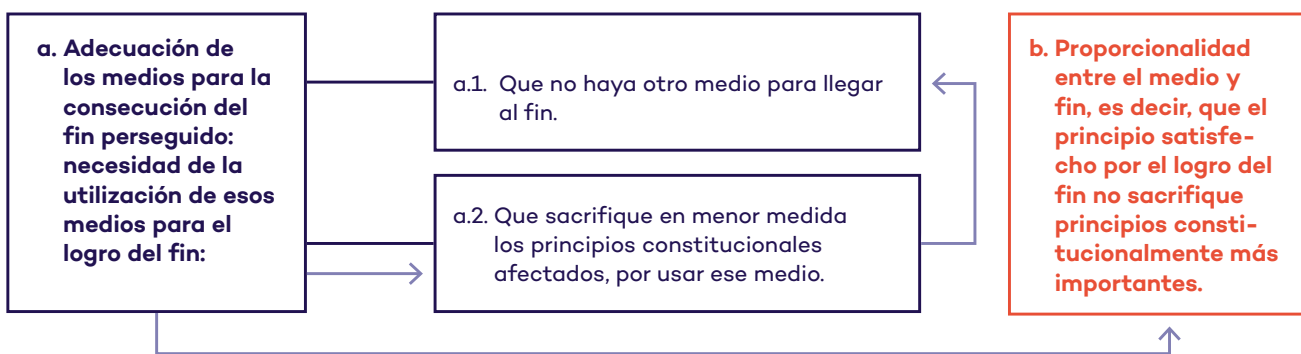 a. Adecuación de
los medios para la
consecución del
fin perseguido:
necesidad de la
utilización de esos
medios para el
logro del fin:
a.1. Que no haya otro medio para llegar
al fin.
a.2. Que sacrifique en menor medida
los principios constitucionales
afectados, por usar ese medio.
b. Proporcionalidad
entre el medio y
fin, es decir, que el
principio satisfe-
cho por el logro del
fin no sacrifique
principios consti-
tucionalmente más
importantes.